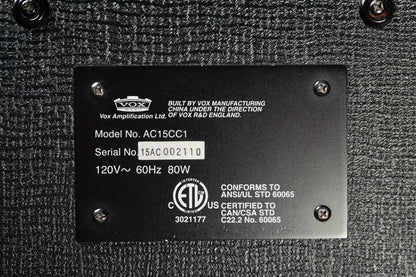 VOX
Vox Amplification Ltd.
BUILT BY VOX MANUFACTURING
CHINA UNDER THE DIRECTION
OF VOX R&D ENGLAND.
Model No. AC15CC1
Serial No. 15AC002110
120V~ 60Hz 80W
INTERTEK LISTED
ETL
C US
3021177
CONFORMS TO
ANSI/UL STD 60065
CERTIFIED TO
CAN/CSA STD
C22.2 No. 60065